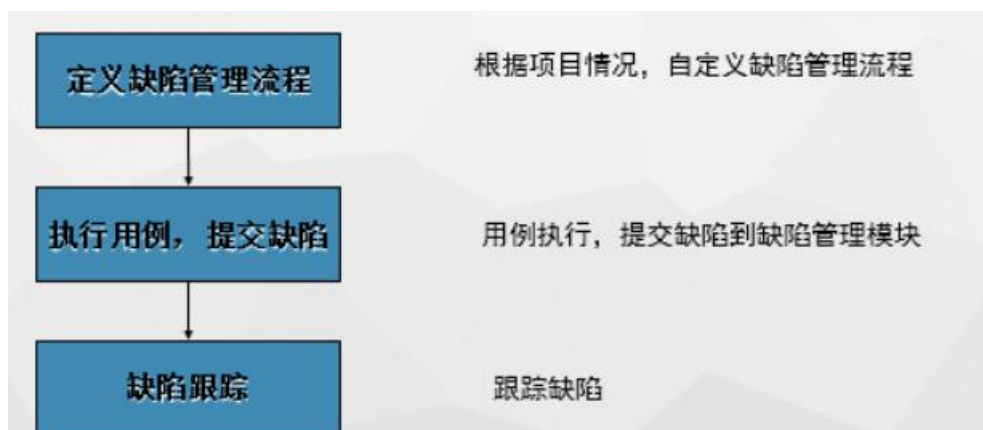 定义缺陷管理流程
根据项目情况，自定义缺陷管理流程
执行用例，提交缺陷
用例执行，提交缺陷到缺陷管理模块
缺陷跟踪
跟踪缺陷